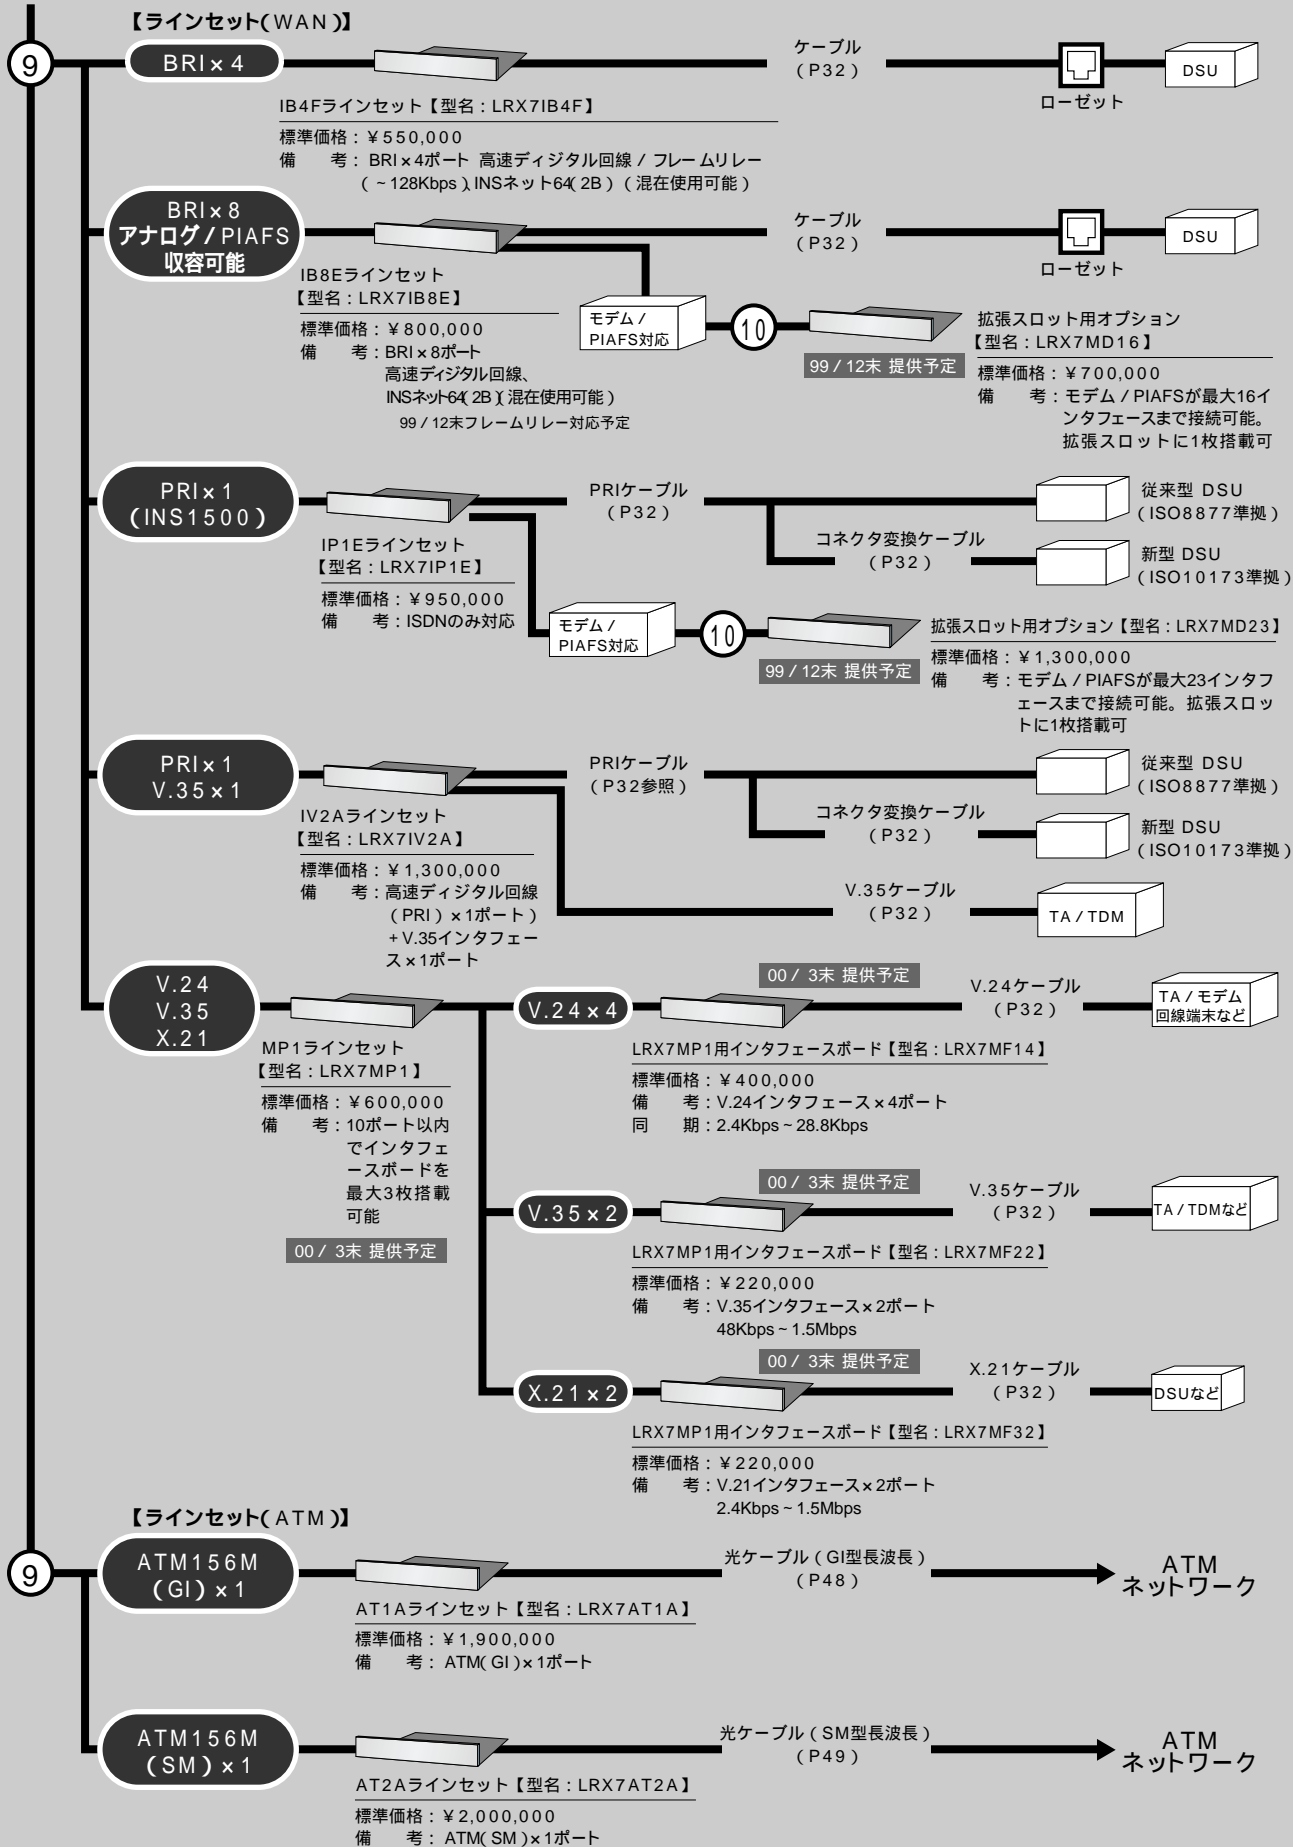 【ラインセット(WAN)】
9
BRI×4
ケーブル
(P32)
DSU
ローゼット
IB4Fラインセット【型名:LRX7IB4F】
標準価格:¥550,000
備　考:BRI×4ポート 高速ディジタル回線/フレームリレー
(~128Kbps)、INSネット64(2B)(混在使用可能)
BRI×8
アナログ/PIAFS
収容可能
ケーブル
(P32)
DSU
ローゼット
IB8Eラインセット
【型名:LRX7IB8E】
標準価格:¥800,000
備　考:BRI×8ポート
高速ディジタル回線、
INSネット64(2B)(混在使用可能)
99/12末フレームリレー対応予定
モデム/
PIAFS対応
10
99/12末 提供予定
拡張スロット用オプション
【型名:LRX7MD16】
標準価格:¥700,000
備　考:モデム/PIAFSが最大16イ
ンタフェースまで接続可能。
拡張スロットに1枚搭載可
PRI×1
(INS1500)
PRIケーブル
(P32)
従来型 DSU
(ISO8877準拠)
コネクタ変換ケーブル
(P32)
新型 DSU
(ISO10173準拠)
IP1Eラインセット
【型名:LRX7IP1E】
標準価格:¥950,000
備　考:ISDNのみ対応
モデム/
PIAFS対応
10
99/12末 提供予定
拡張スロット用オプション【型名:LRX7MD23】
標準価格:¥1,300,000
備　考:モデム/PIAFSが最大23インタフ
ェースまで接続可能。拡張スロッ
トに1枚搭載可
PRI×1
V.35×1
PRIケーブル
(P32参照)
従来型 DSU
(ISO8877準拠)
コネクタ変換ケーブル
(P32)
新型 DSU
(ISO10173準拠)
IV2Aラインセット
【型名:LRX7IV2A】
標準価格:¥1,300,000
備　考:高速ディジタル回線
(PRI)×1ポート)
+V.35インタフェー
ス×1ポート
V.35ケーブル
(P32)
TA/TDM
V.24
V.35
X.21
MP1ラインセット
【型名:LRX7MP1】
標準価格:¥600,000
備　考:10ポート以内
でインタフェ
ースボードを
最大3枚搭載
可能
00/ 3末 提供予定
V.24×4
00/ 3末 提供予定
V.24ケーブル
(P32)
TA/モデム
回線端末など
LRX7MP1用インタフェースボード【型名:LRX7MF14】
標準価格:¥400,000
備　考:V.24インタフェース×4ポート
同　期:2.4Kbps~28.8Kbps
V.35×2
00/ 3末 提供予定
V.35ケーブル
(P32)
TA/TDMなど
LRX7MP1用インタフェースボード【型名:LRX7MF22】
標準価格:¥220,000
備　考:V.35インタフェース×2ポート
48Kbps~1.5Mbps
X.21×2
00/ 3末 提供予定
X.21ケーブル
(P32)
DSUなど
LRX7MP1用インタフェースボード【型名:LRX7MF32】
標準価格:¥220,000
備　考:V.21インタフェース×2ポート
2.4Kbps~1.5Mbps
【ラインセット(ATM)】
9
ATM156M
(GI)×1
光ケーブル(GI型長波長)
(P48)
ATM
ネットワーク
AT1Aラインセット【型名:LRX7AT1A】
標準価格:¥1,900,000
備　考:ATM(GI)×1ポート
ATM156M
(SM)×1
光ケーブル(SM型長波長)
(P49)
ATM
ネットワーク
AT2Aラインセット【型名:LRX7AT2A】
標準価格:¥2,000,000
備　考:ATM(SM)×1ポート